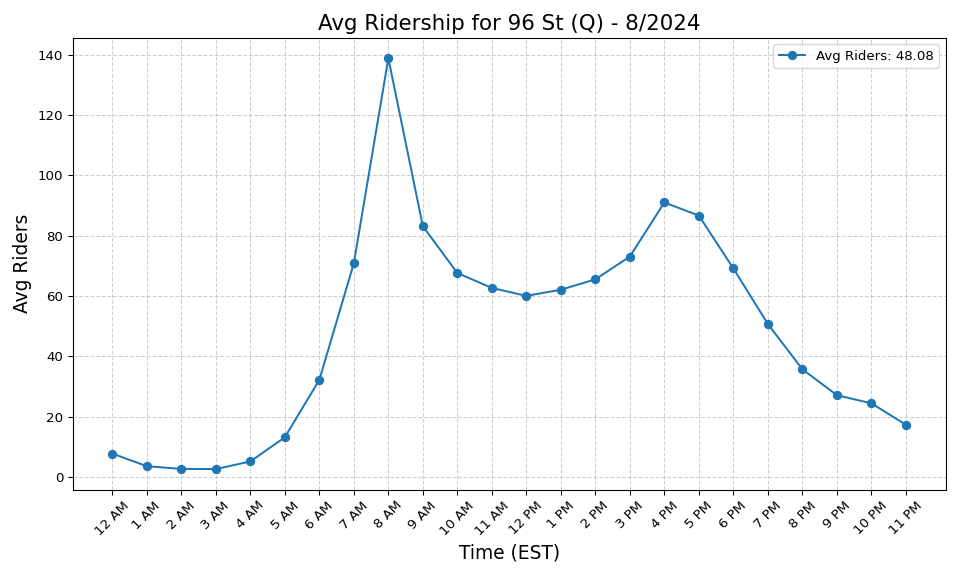 Avg Ridership for 96 St (Q) - 8/2024
Avg Riders: 48.08
Avg Riders
140
120
100
80
60
40
20
0
12 AM
1 AM
2 AM
3 AM
4 AM
5 AM
6 AM
7 AM
8 AM
9 AM
10 AM
11 AM
12 PM
1 PM
2 PM
3 PM
4 PM
5 PM
6 PM
7 PM
8 PM
9 PM
10 PM
11 PM
Time (EST)